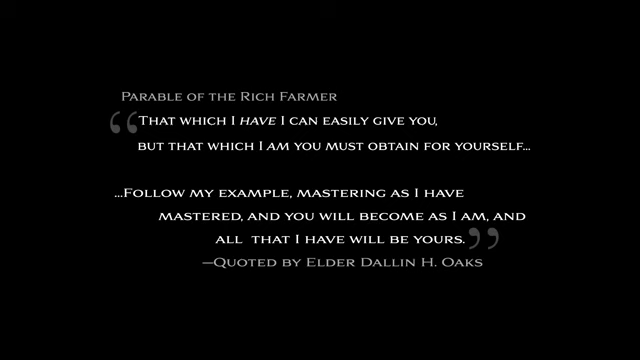 Parable of the Rich Farmer
“That which I have I can easily give you,
but that which I am you must obtain for yourself...
...Follow my example, mastering as I have
mastered, and you will become as I am, and
all that I have will be yours.”
—Quoted by Elder Dallin H. Oaks